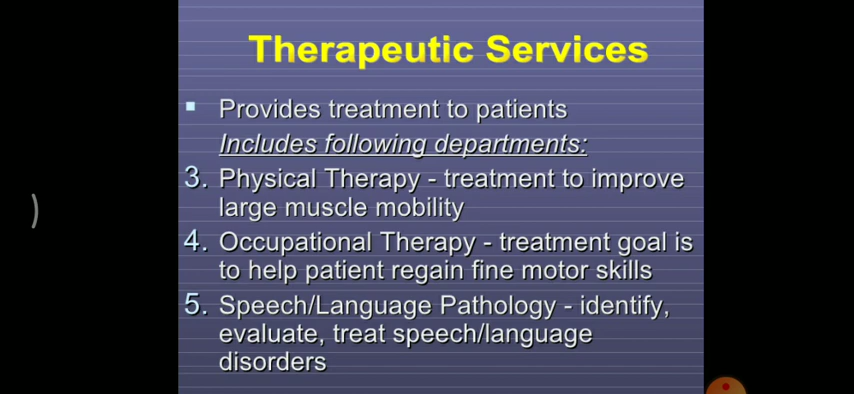 Therapeutic Services
▪ Provides treatment to patients
Includes following departments:
3. Physical Therapy - treatment to improve
large muscle mobility
4. Occupational Therapy - treatment goal is
to help patient regain fine motor skills
5. Speech/Language Pathology - identify,
evaluate, treat speech/language
disorders